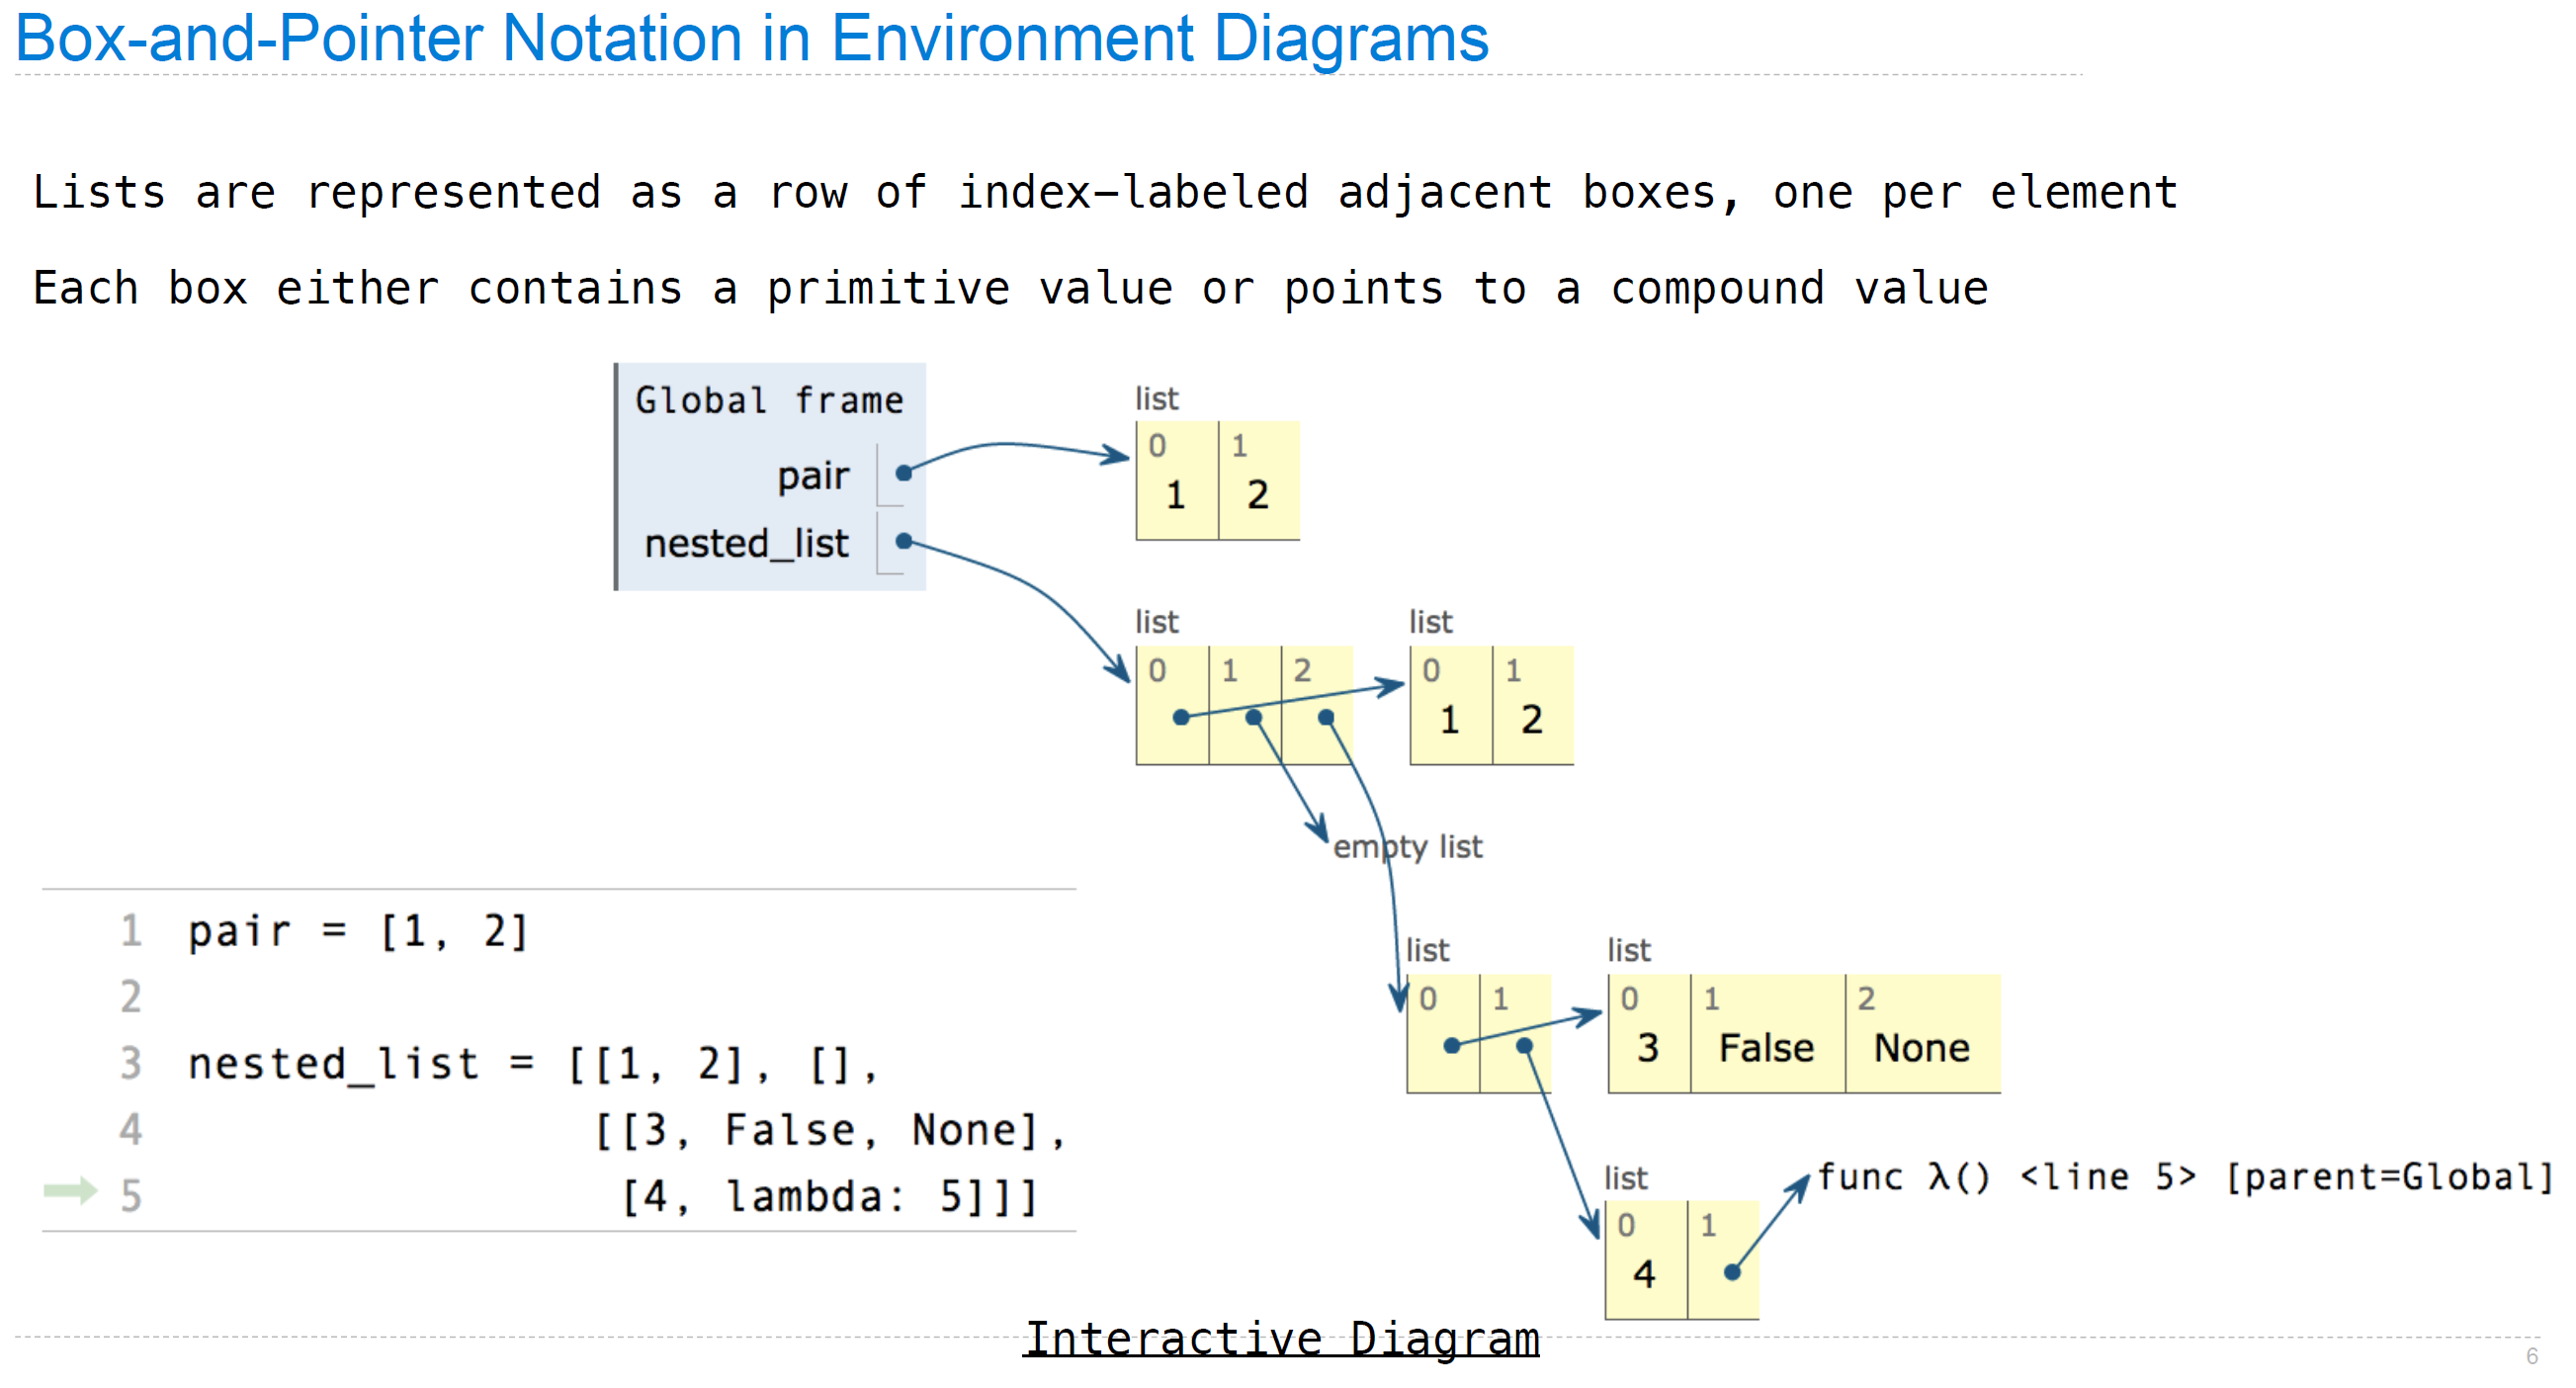 Box-and-Pointer Notation in Environment Diagrams
Lists are represented as a row of index-labeled adjacent boxes, one per element
Each box either contains a primitive value or points to a compound value
Global frame
pair
nested_list
list
0 1
1 2
list
0 1 2
list
0 1
1 2
empty list
list
0 1
list
0 1 2
3 False None
list
0 1
4
func λ() <line 5> [parent=Global]
1 pair = [1, 2]
2
3 nested_list = [[1, 2], [],
4 [[3, False, None],
5 [4, lambda: 5]]]
Interactive Diagram
6